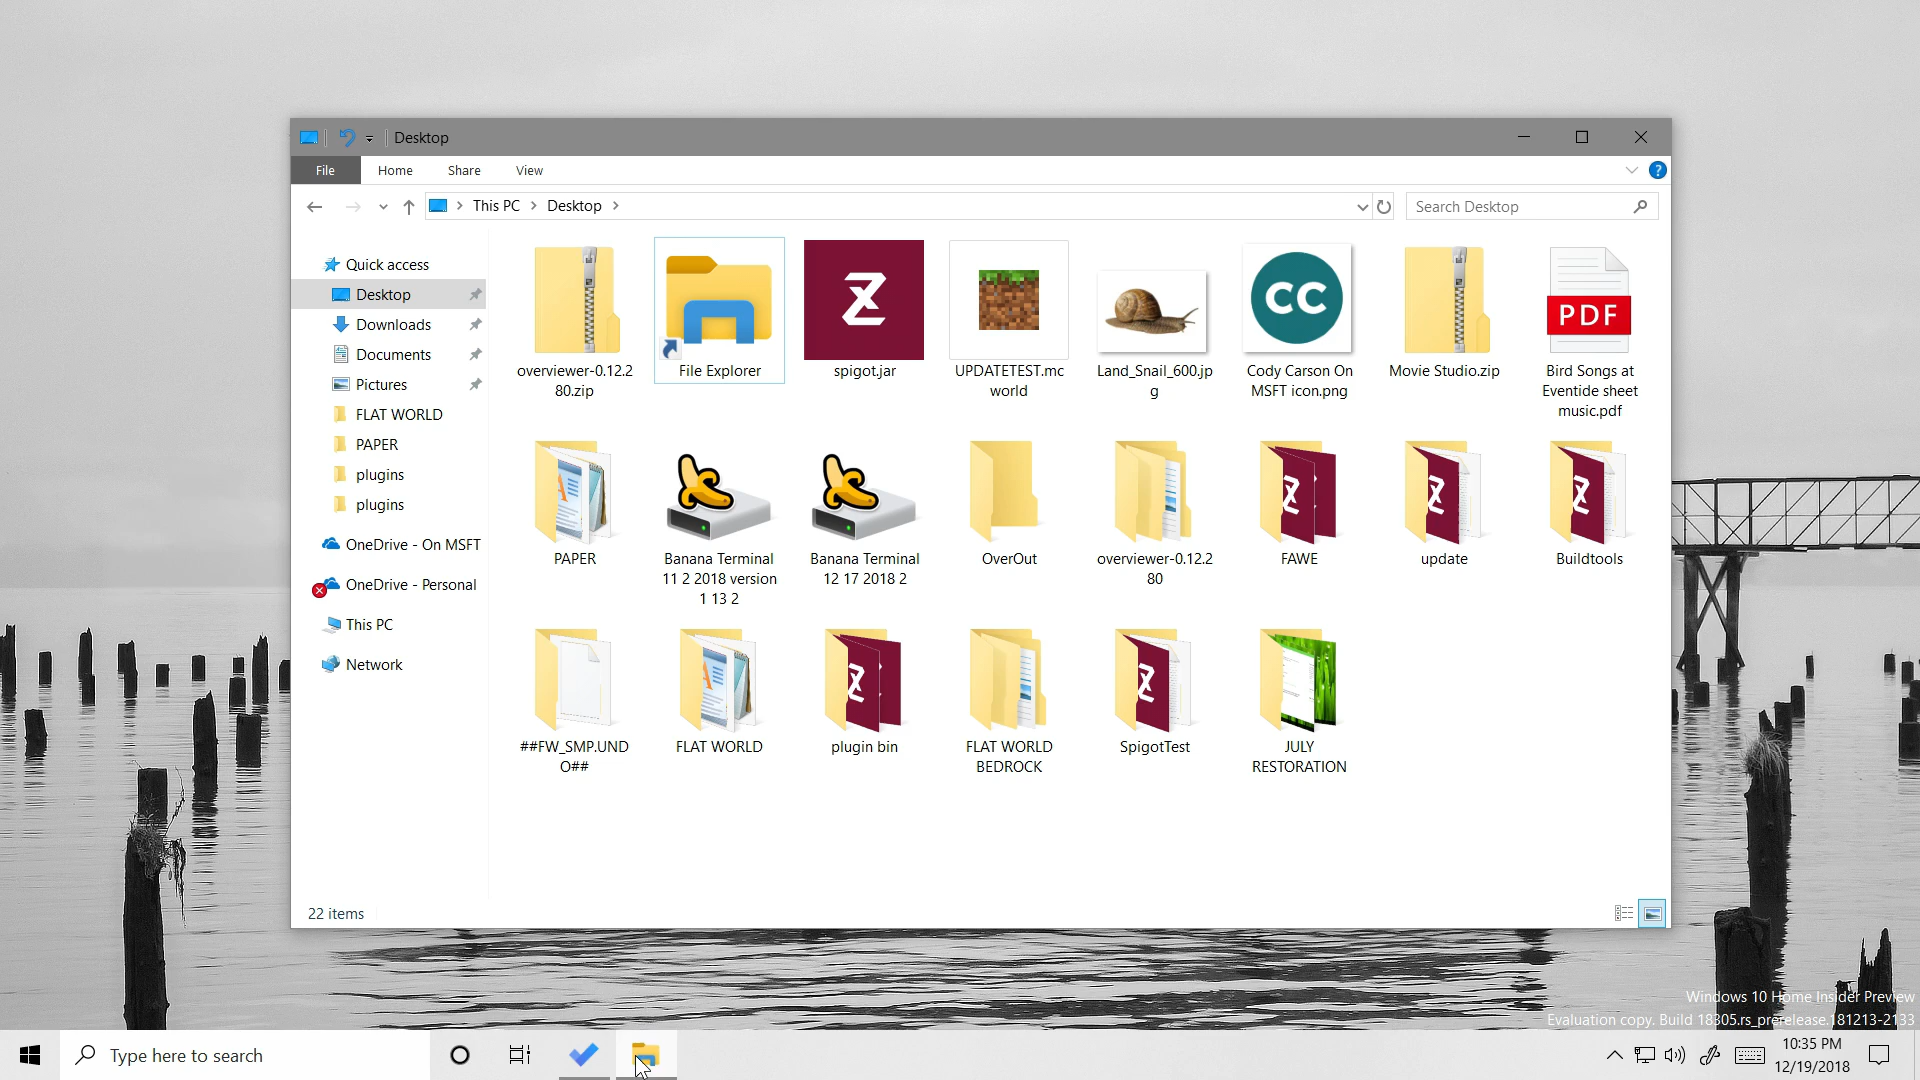 Desktop
File
Home
Share
View
?
This PC
Desktop
Search Desktop
Quick access
Desktop
Downloads
Documents
Pictures
FLAT WORLD
PAPER
plugins
plugins
OneDrive - On MSFT
OneDrive - Personal
This PC
Network
overviewer-0.12.2
80.zip
File Explorer
Z
spigot.jar
UPDATETEST.mc
world
Land_Snail_600.jp
g
CC
Cody Carson On
MSFT icon.png
Movie Studio.zip
PDF
Bird Songs at
Eventide sheet
music.pdf
PAPER
Banana Terminal
11 2 2018 version
1 13 2
Banana Terminal
12 17 2018 2
OverOut
overviewer-0.12.2
80
FAWE
update
Buildtools
##FW_SMP.UND
O##
FLAT WORLD
plugin bin
FLAT WORLD
BEDROCK
SpigotTest
JULY
RESTORATION
22 items
Windows 10 Home Insider Preview
Evaluation copy. Build 18305.rs_prerelease.181213-2133
Type here to search
10:35 PM
12/19/2018